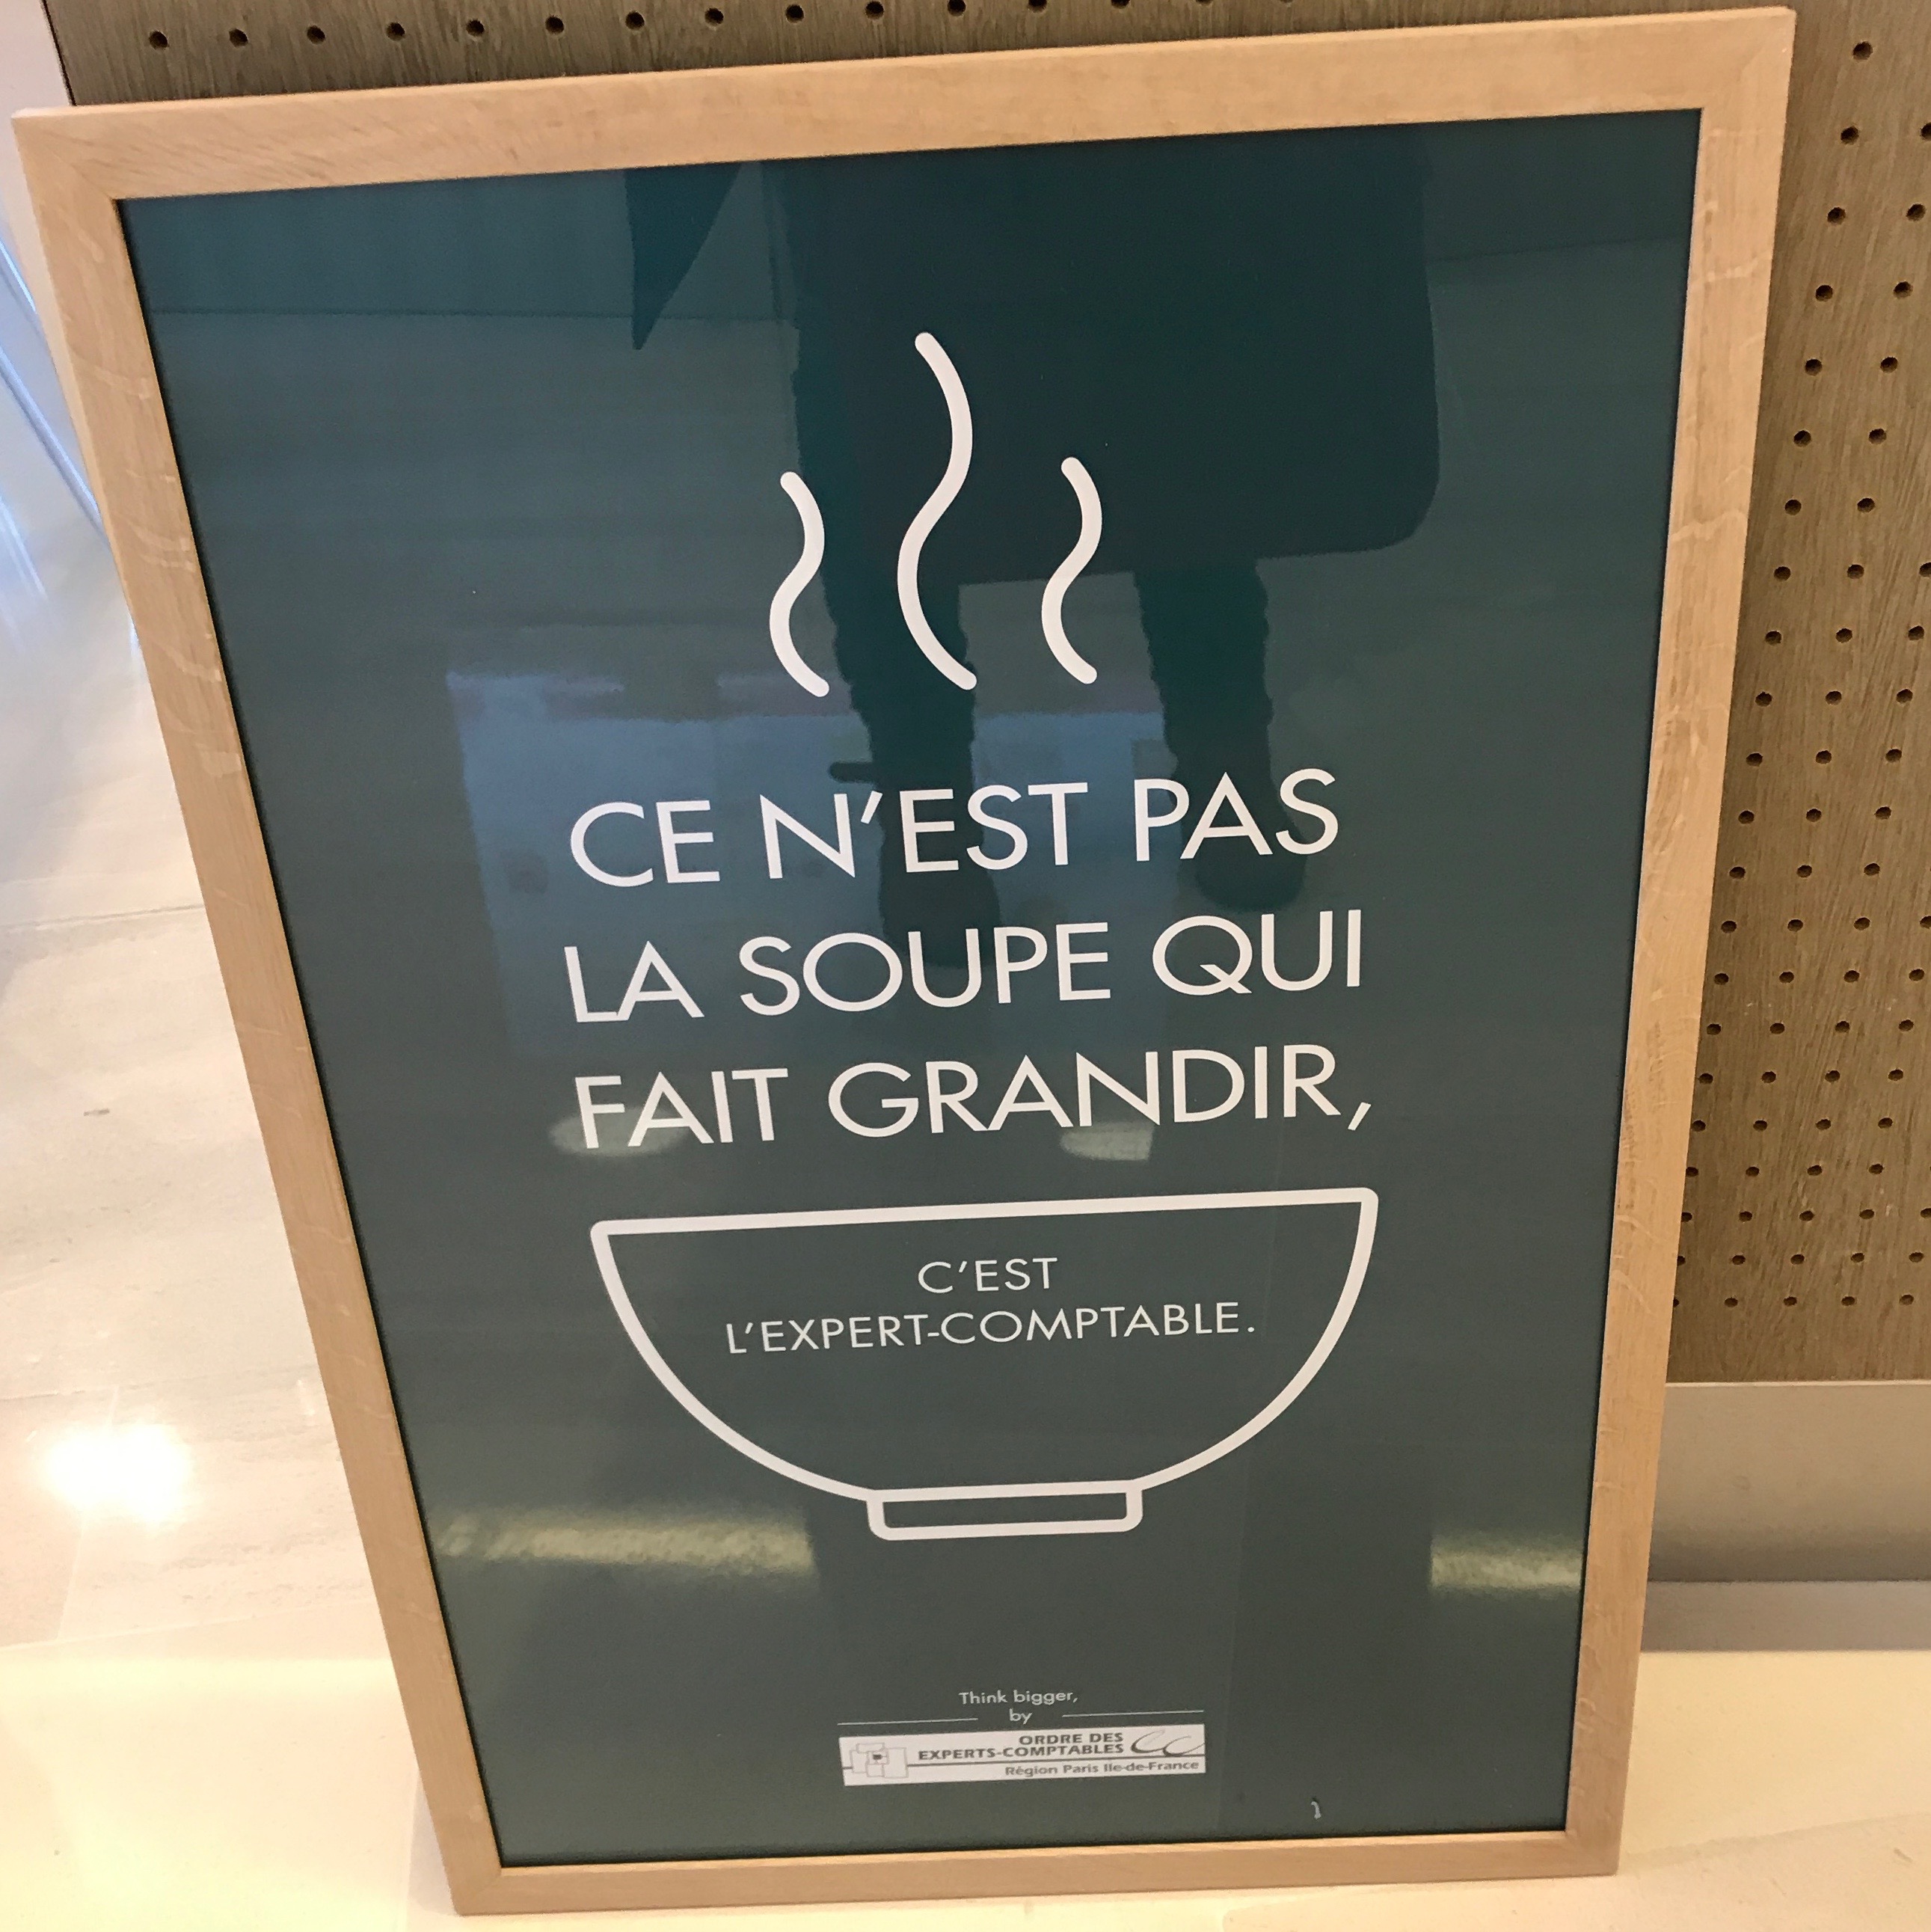 CE N'EST PAS
LA SOUPE QUI
FAIT GRANDIR,
C'EST
L'EXPERT-COMPTABLE.
Think bigger,
by
ORDRE DES
EXPERTS-COMPTABLES
Région Paris Ile-de-France